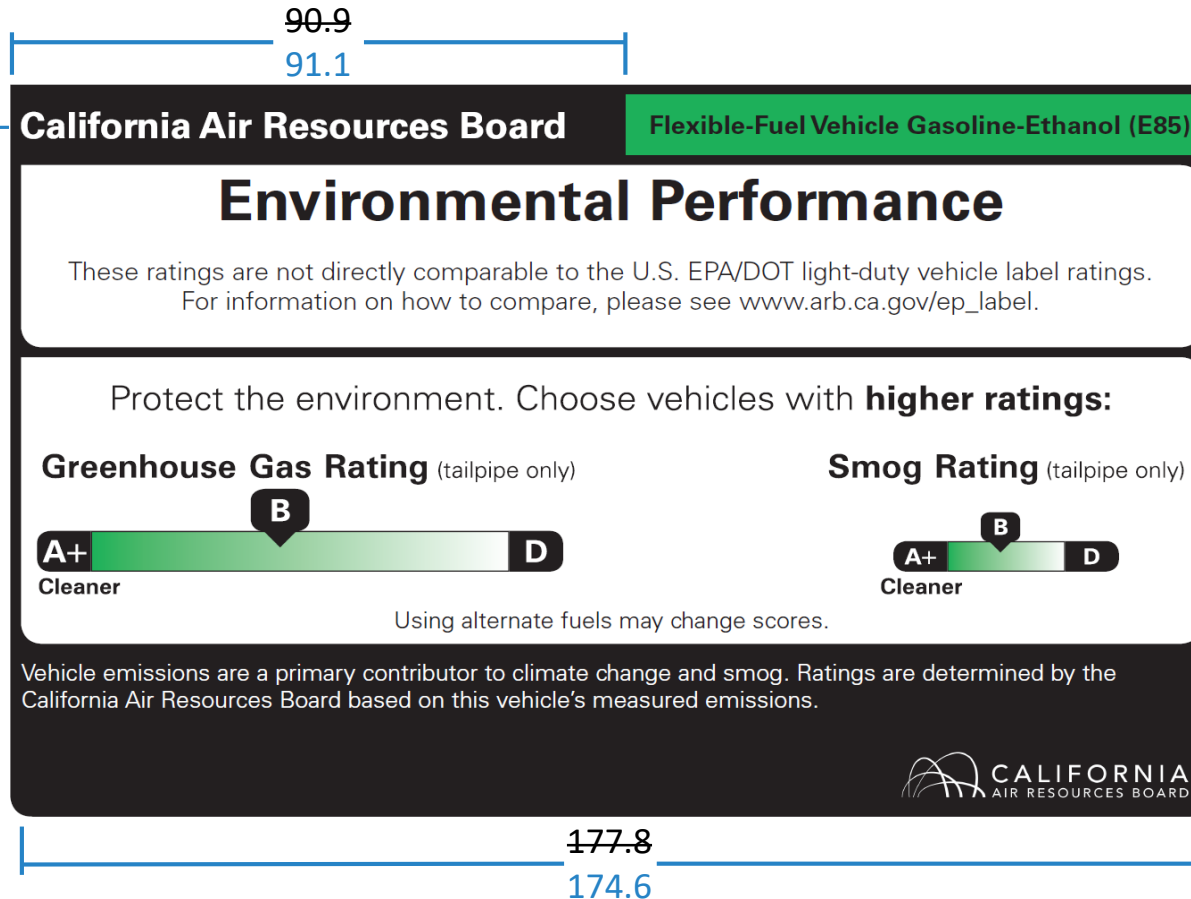 90.9
91.1
California Air Resources Board
Flexible-Fuel Vehicle Gasoline-Ethanol (E85)
Environmental Performance
These ratings are not directly comparable to the U.S. EPA/DOT light-duty vehicle label ratings.
For information on how to compare, please see www.arb.ca.gov/ep_label.
Protect the environment. Choose vehicles with higher ratings:
Greenhouse Gas Rating (tailpipe only)
B
A+
D
Cleaner
Smog Rating (tailpipe only)
B
A+
D
Cleaner
Using alternate fuels may change scores.
Vehicle emissions are a primary contributor to climate change and smog. Ratings are determined by the
California Air Resources Board based on this vehicle’s measured emissions.
CALIFORNIA
AIR RESOURCES BOARD
177.8
174.6